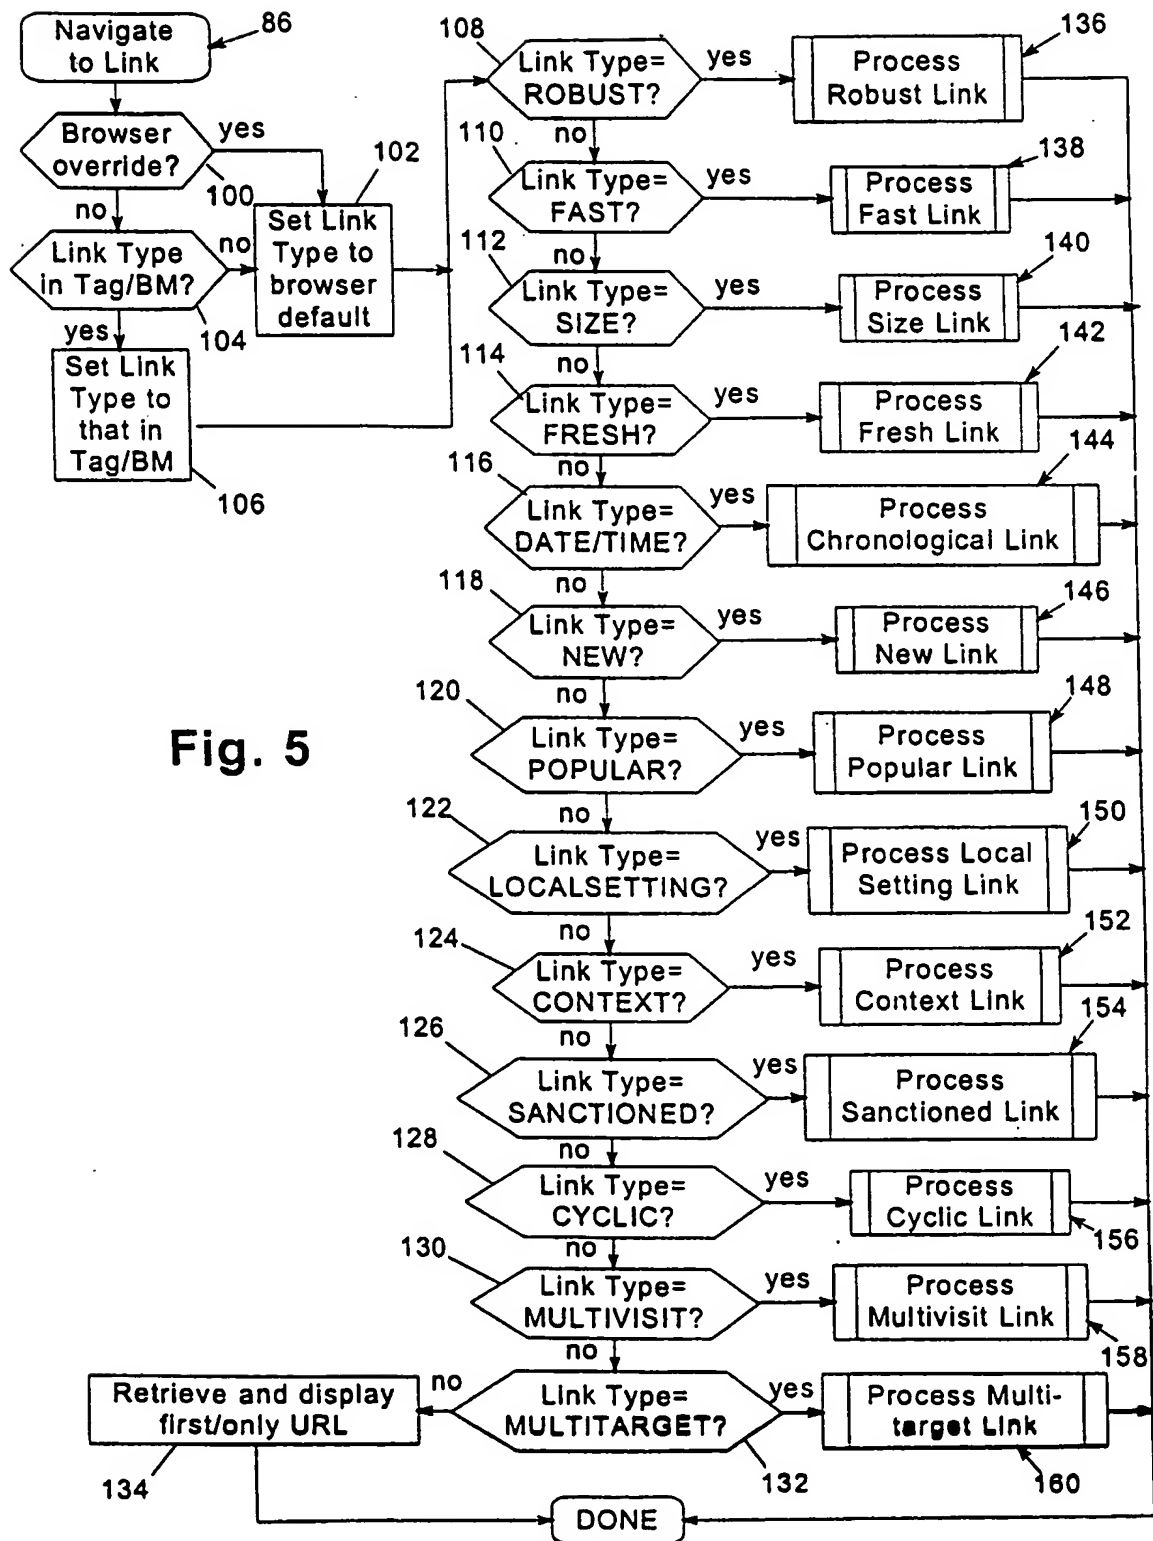 Navigate
to Link
86
Browser
override?
yes
100
no
102
Link Type
in Tag/BM?
no
104
yes
Set Link
Type to
browser
default
Set Link
Type to
that in
Tag/BM
106
108
Link Type=
ROBUST?
yes
Process
Robust Link
136
no
110
Link Type=
FAST?
yes
Process
Fast Link
138
no
112
Link Type=
SIZE?
yes
Process
Size Link
140
no
114
Link Type=
FRESH?
yes
Process
Fresh Link
142
no
116
Link Type=
DATE/TIME?
yes
Process
Chronological Link
144
no
118
Link Type=
NEW?
yes
Process
New Link
146
no
120
Link Type=
POPULAR?
yes
Process
Popular Link
148
no
Fig. 5
122
Link Type=
LOCALSETTING?
yes
Process Local
Setting Link
150
no
124
Link Type=
CONTEXT?
yes
Process
Context Link
152
no
126
Link Type=
SANCTIONED?
yes
Process
Sanctioned Link
154
no
128
Link Type=
CYCLIC?
yes
Process
Cyclic Link
156
no
130
Link Type=
MULTIVISIT?
yes
Process
Multivisit Link
158
no
Link Type=
MULTITARGET?
132
yes
Process Multi-
target Link
160
no
Retrieve and display
first/only URL
134
DONE